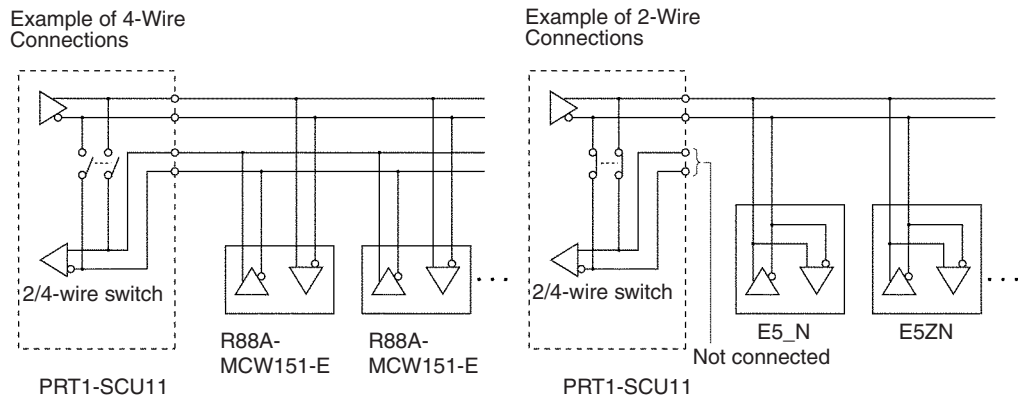 Example of 4-Wire
Connections
2/4-wire switch
R88A-
MCW151-E
R88A-
MCW151-E
. . .
PRT1-SCU11
Example of 2-Wire
Connections
2/4-wire switch
E5_N
E5ZN
. . .
Not connected
PRT1-SCU11